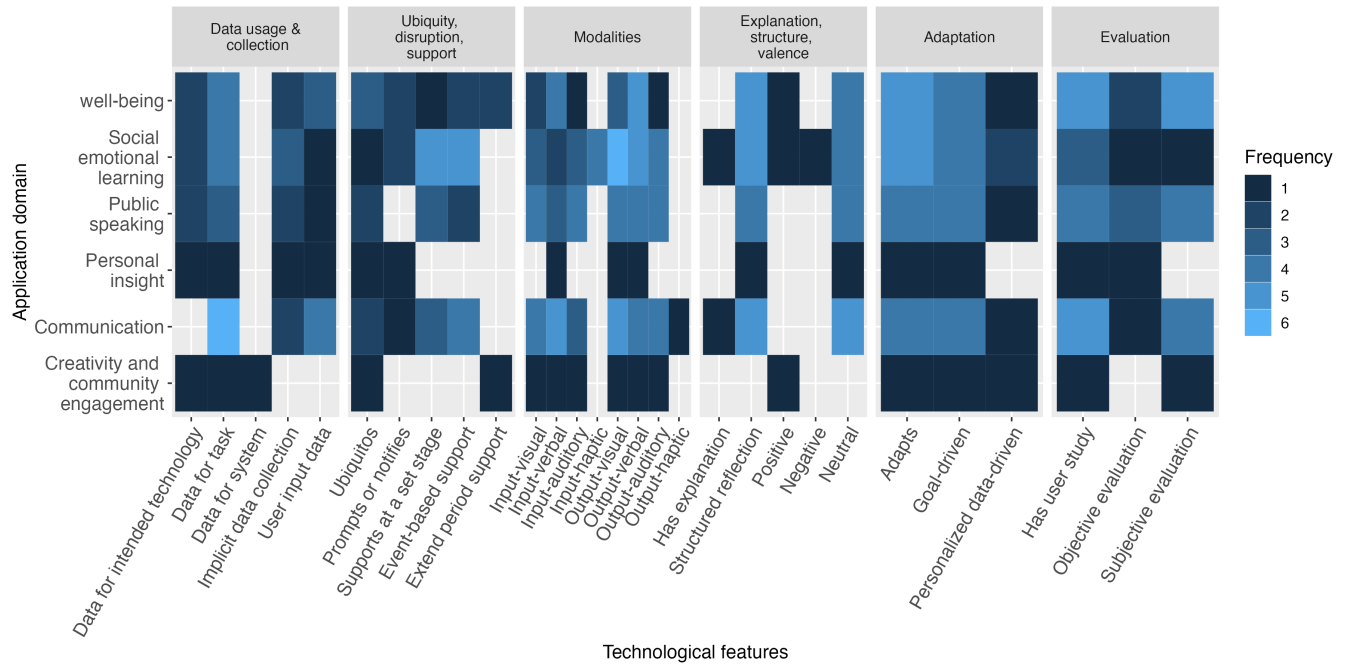 Data usage &
collection
Ubiquity,
disruption,
support
Modalities
Explanation,
structure,
valence
Adaptation
Evaluation
Application domain
well-being
Social
emotional
learning
Public
speaking
Personal
insight
Communication
Creativity and
community
engagement
Frequency
1
2
3
4
5
6
Data for intended technology
Data for task
Data for system
Implicit data collection
User input data
Ubiquitos
Prompts or notifies
Supports at a set stage
Event-based support
Extend period support
Input-visual
Input-verbal
Input-auditory
Input-haptic
Output-visual
Output-verbal
Output-auditory
Output-haptic
Has explanation
Structured reflection
Positive
Negative
Neutral
Adapts
Goal-driven
Personalized data-driven
Has user study
Objective evaluation
Subjective evaluation
Technological features